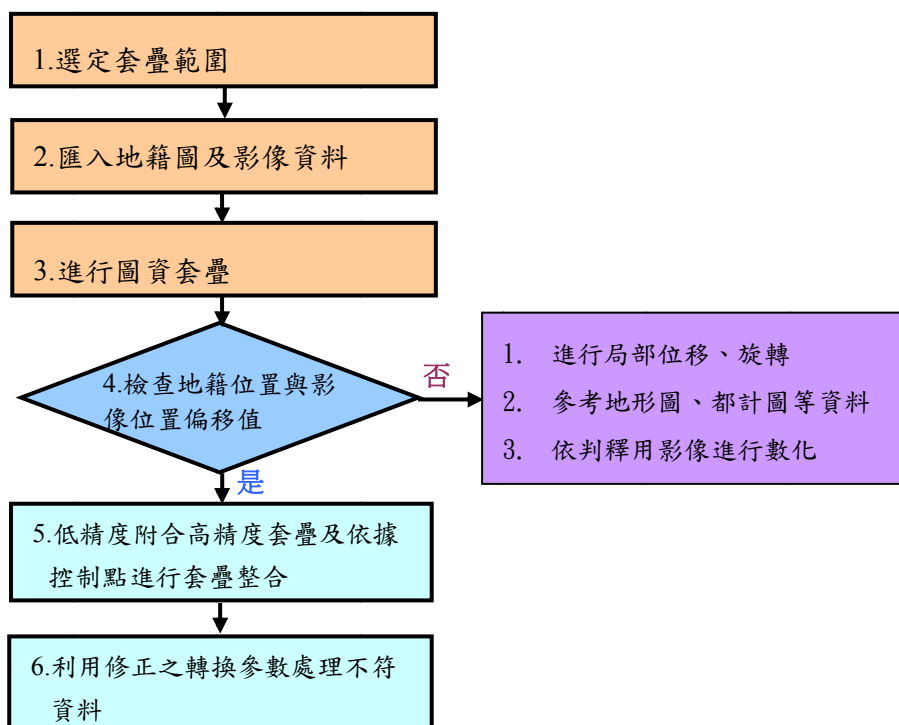 1.選定套疊範圍
2.匯入地籍圖及影像資料
3.進行圖資套疊
4.檢查地籍位置與影
像位置偏移值
否
1. 進行局部位移、旋轉
2. 參考地形圖、都計圖等資料
3. 依判釋用影像進行數化
是
5.低精度附合高精度套疊及依據
控制點進行套疊整合
6.利用修正之轉換參數處理不符
資料